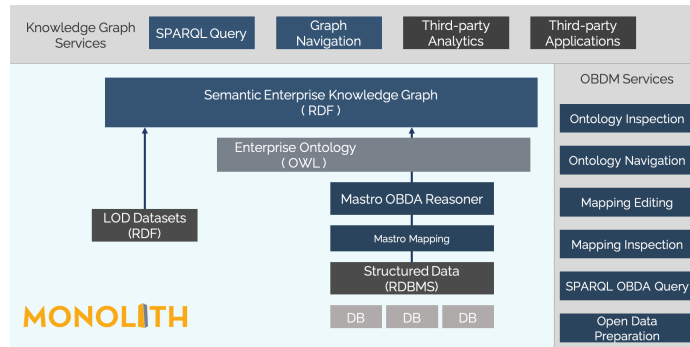 Knowledge Graph
Services
SPARQL Query
Graph
Navigation
Third-party
Analytics
Third-party
Applications
Semantic Enterprise Knowledge Graph
( RDF )
Enterprise Ontology
( OWL )
Mastro OBDA Reasoner
Mastro Mapping
LOD Datasets
(RDF)
Structured Data
(RDBMS)
DB
DB
DB
MONOLITH
OBDM Services
Ontology Inspection
Ontology Navigation
Mapping Editing
Mapping Inspection
SPARQL OBDA Query
Open Data
Preparation